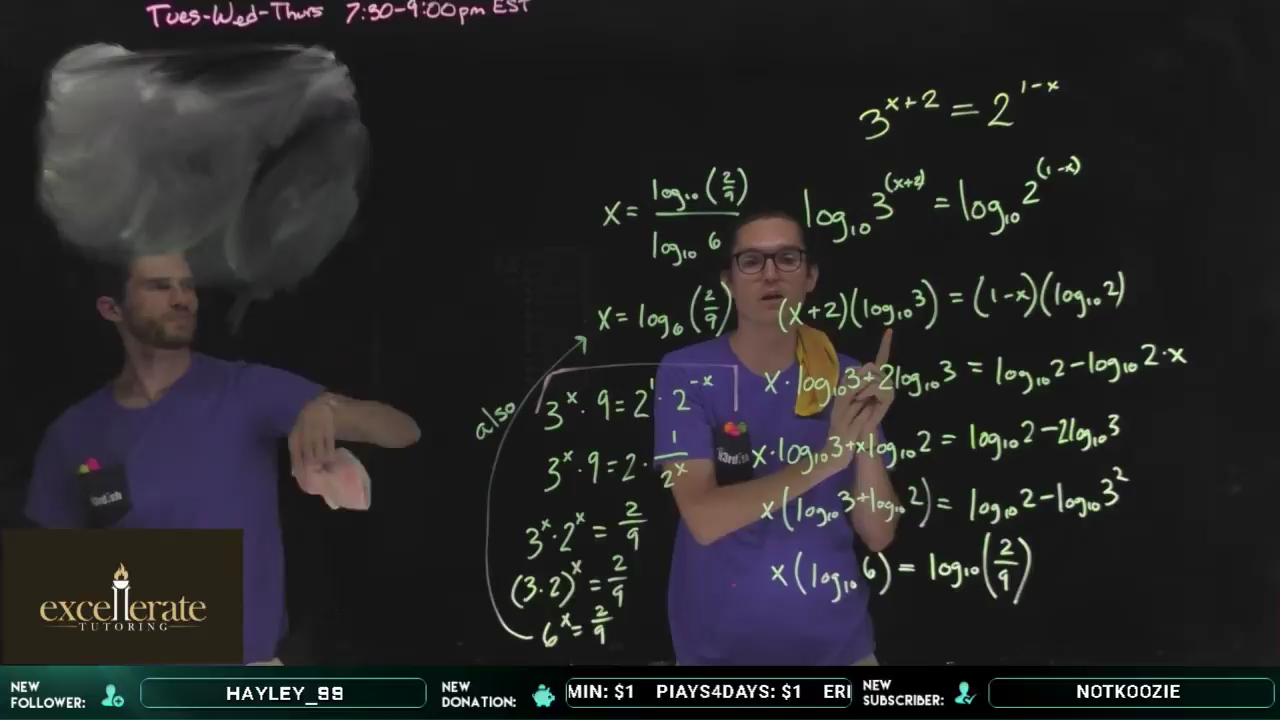 Tues-Wed-Thurs 7:30-9:00pm EST
3^(x+2) = 2^(1-x)
log₁₀ 3^(x+2) = log₁₀ 2^(1-x)
(x+2)(log₁₀3) = (1-x)(log₁₀2)
x·log₁₀3+2log₁₀3 = log₁₀2-log₁₀2·x
x·log₁₀3+xlog₁₀2 = log₁₀2-2log₁₀3
x(log₁₀3+log₁₀2) = log₁₀2-log₁₀3²
x(log₁₀6) = log₁₀(2/9)
x = log₁₀(2/9) / log₁₀6
x = log₆(2/9)
also
3^x·9=2^1·2^-x
3^x·9=2·1/2^x
3^x·2^x = 2/9
(3·2)^x = 2/9
6^x = 2/9
excellerate
TUTORING
NEW FOLLOWER:
HAYLEY_99
NEW DONATION:
MIN: $1 PIAYS4DAYS: $1 ERI
NEW SUBSCRIBER:
NOTKOOZIE